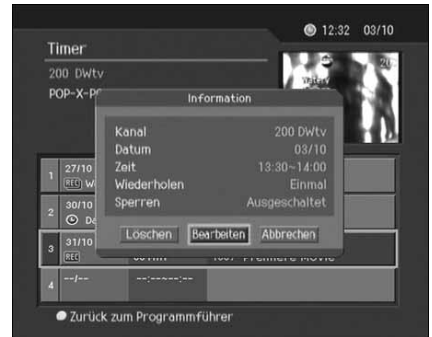 12:32 03/10
Timer
200 DWtv
POP-X-P
Information
Kanal 200 DWtv
Datum 03/10
Zeit 13:30~14:00
Wiederholen Einmal
Sperren Ausgeschaltet
Löschen Bearbeiten Abbrechen
1 27/10
REC
2 30/10
3 31/10
REC Premiere Movie
4 --/-- --:--~--:--
Zurück zum Programmführer